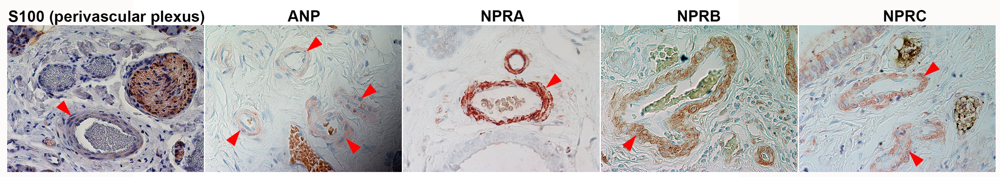 S100 (perivascular plexus)
ANP
NPRA
NPRB
NPRC